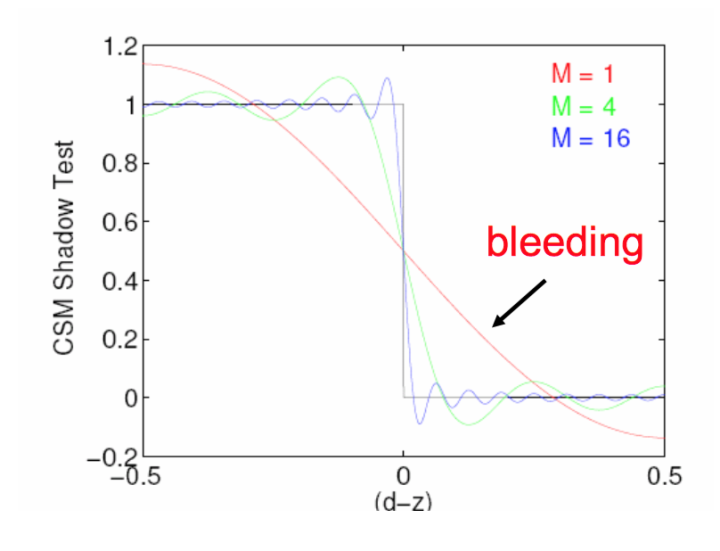 1.2
1
0.8
0.6
0.4
0.2
0
−0.2
CSM Shadow Test
M = 1
M = 4
M = 16
bleeding
−0.5
0
0.5
(d−z)